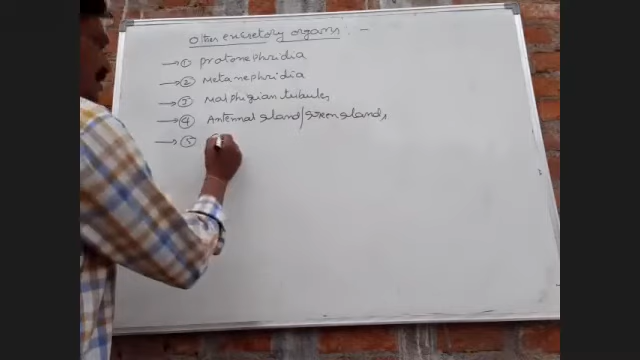 Other excretory organs :-
→ ① Protonephridia
→ ② Metanephridia
→ ③ Malphigian tubules
→ ④ Antennal gland/green glands
→ ⑤